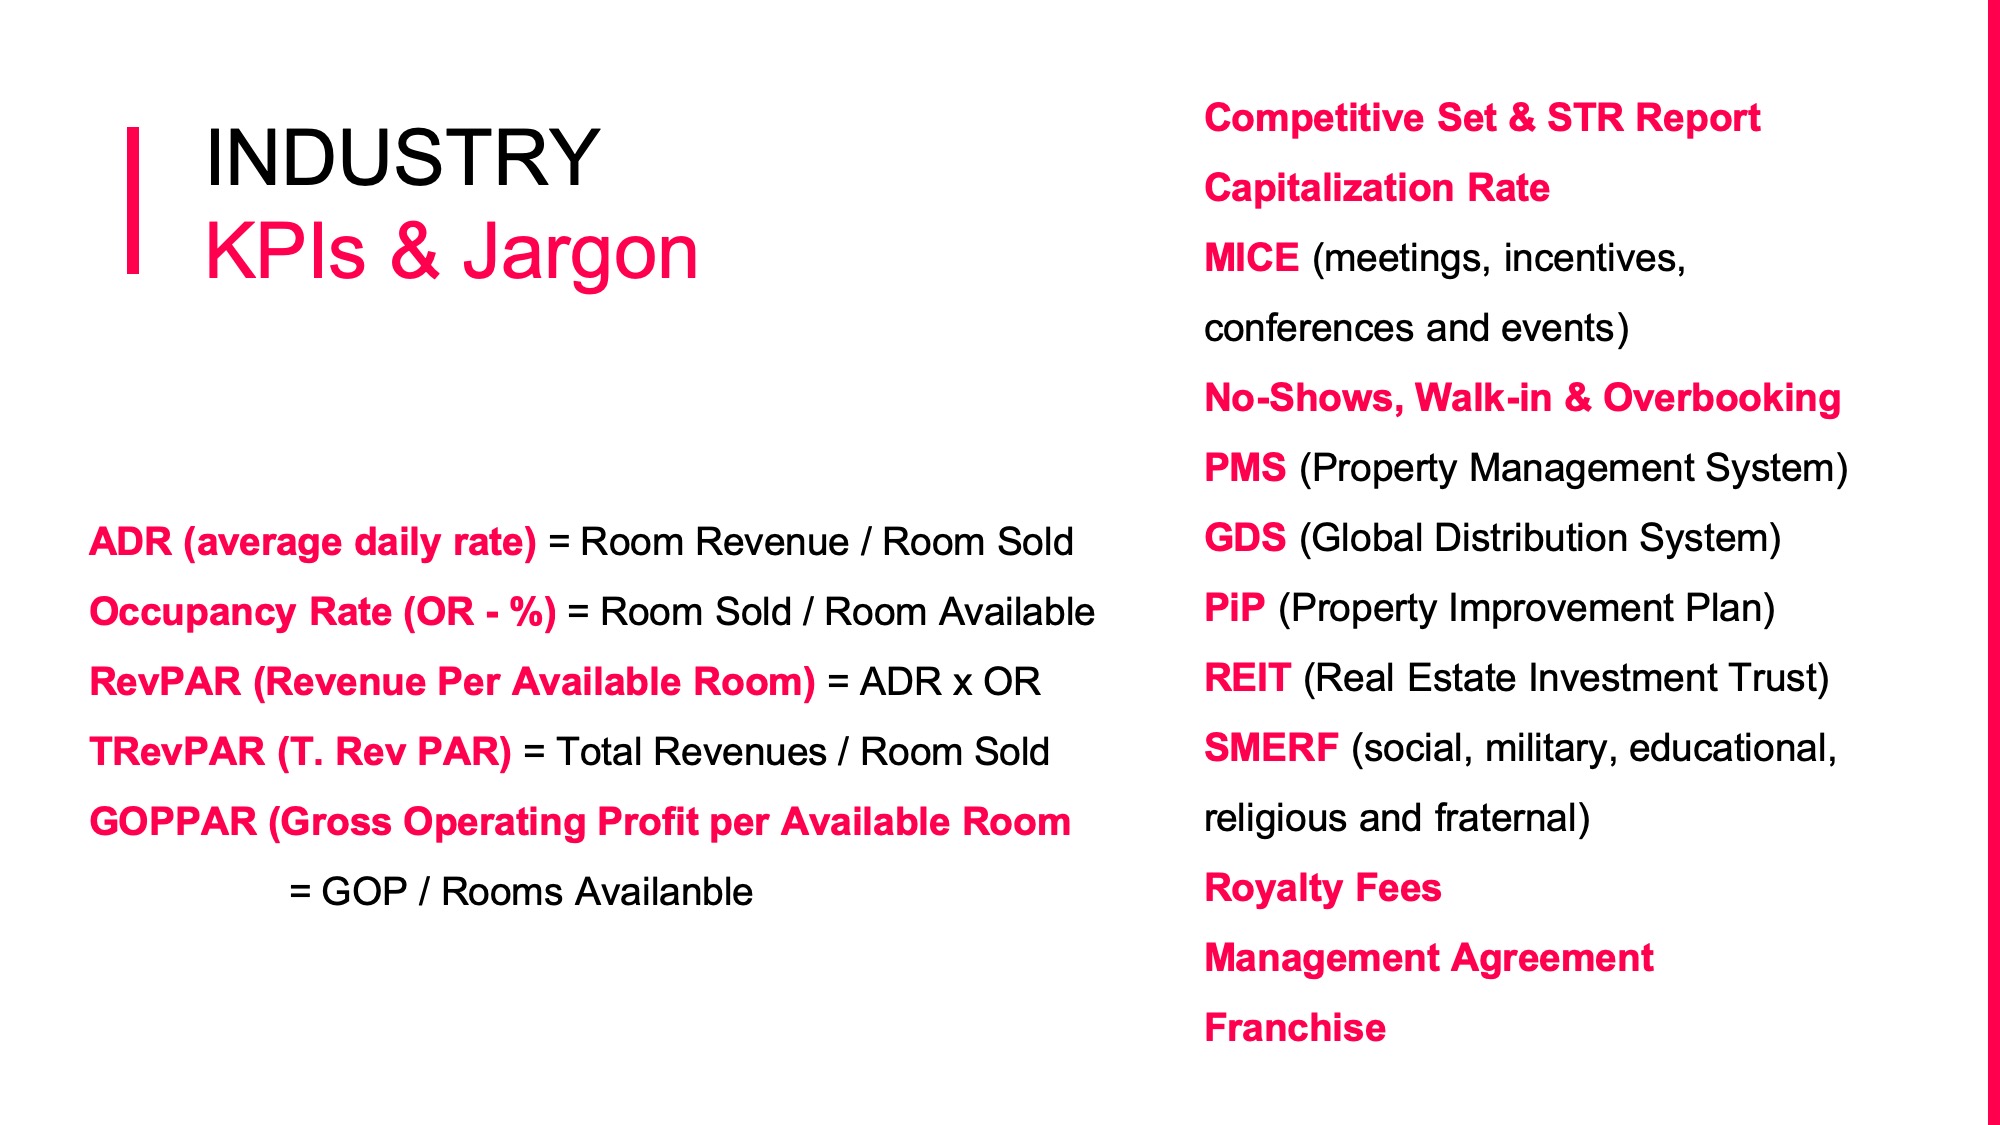 INDUSTRY
KPIs & Jargon
ADR (average daily rate) = Room Revenue / Room Sold
Occupancy Rate (OR - %) = Room Sold / Room Available
RevPAR (Revenue Per Available Room) = ADR x OR
TRevPAR (T. Rev PAR) = Total Revenues / Room Sold
GOPPAR (Gross Operating Profit per Available Room
= GOP / Rooms Availanble
Competitive Set & STR Report
Capitalization Rate
MICE (meetings, incentives,
conferences and events)
No-Shows, Walk-in & Overbooking
PMS (Property Management System)
GDS (Global Distribution System)
PiP (Property Improvement Plan)
REIT (Real Estate Investment Trust)
SMERF (social, military, educational,
religious and fraternal)
Royalty Fees
Management Agreement
Franchise